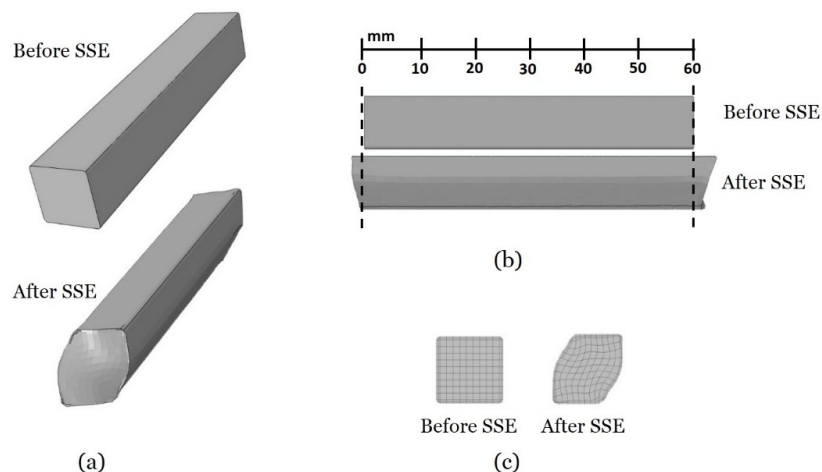 Before SSE
After SSE
(a)
mm
0 10 20 30 40 50 60
Before SSE
After SSE
(b)
Before SSE After SSE
(c)